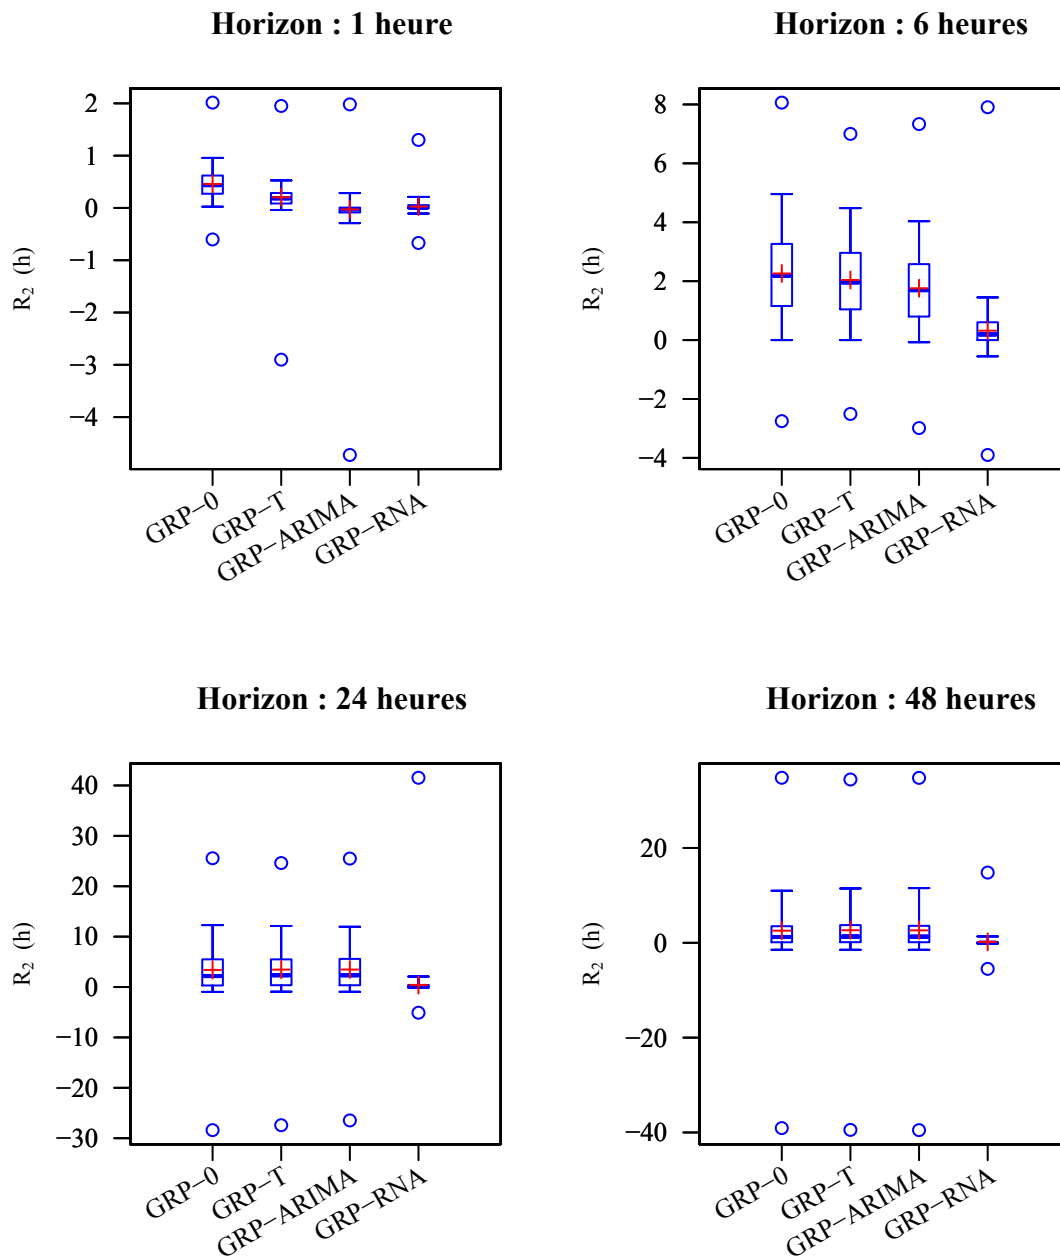 Horizon : 1 heure
Horizon : 6 heures
R2 (h)
2
1
0
−1
−2
−3
−4
GRP−0
GRP−T
GRP−ARIMA
GRP−RNA
R2 (h)
8
6
4
2
0
−2
−4
GRP−0
GRP−T
GRP−ARIMA
GRP−RNA
Horizon : 24 heures
Horizon : 48 heures
R2 (h)
40
30
20
10
0
−10
−20
−30
GRP−0
GRP−T
GRP−ARIMA
GRP−RNA
R2 (h)
20
0
−20
−40
GRP−0
GRP−T
GRP−ARIMA
GRP−RNA